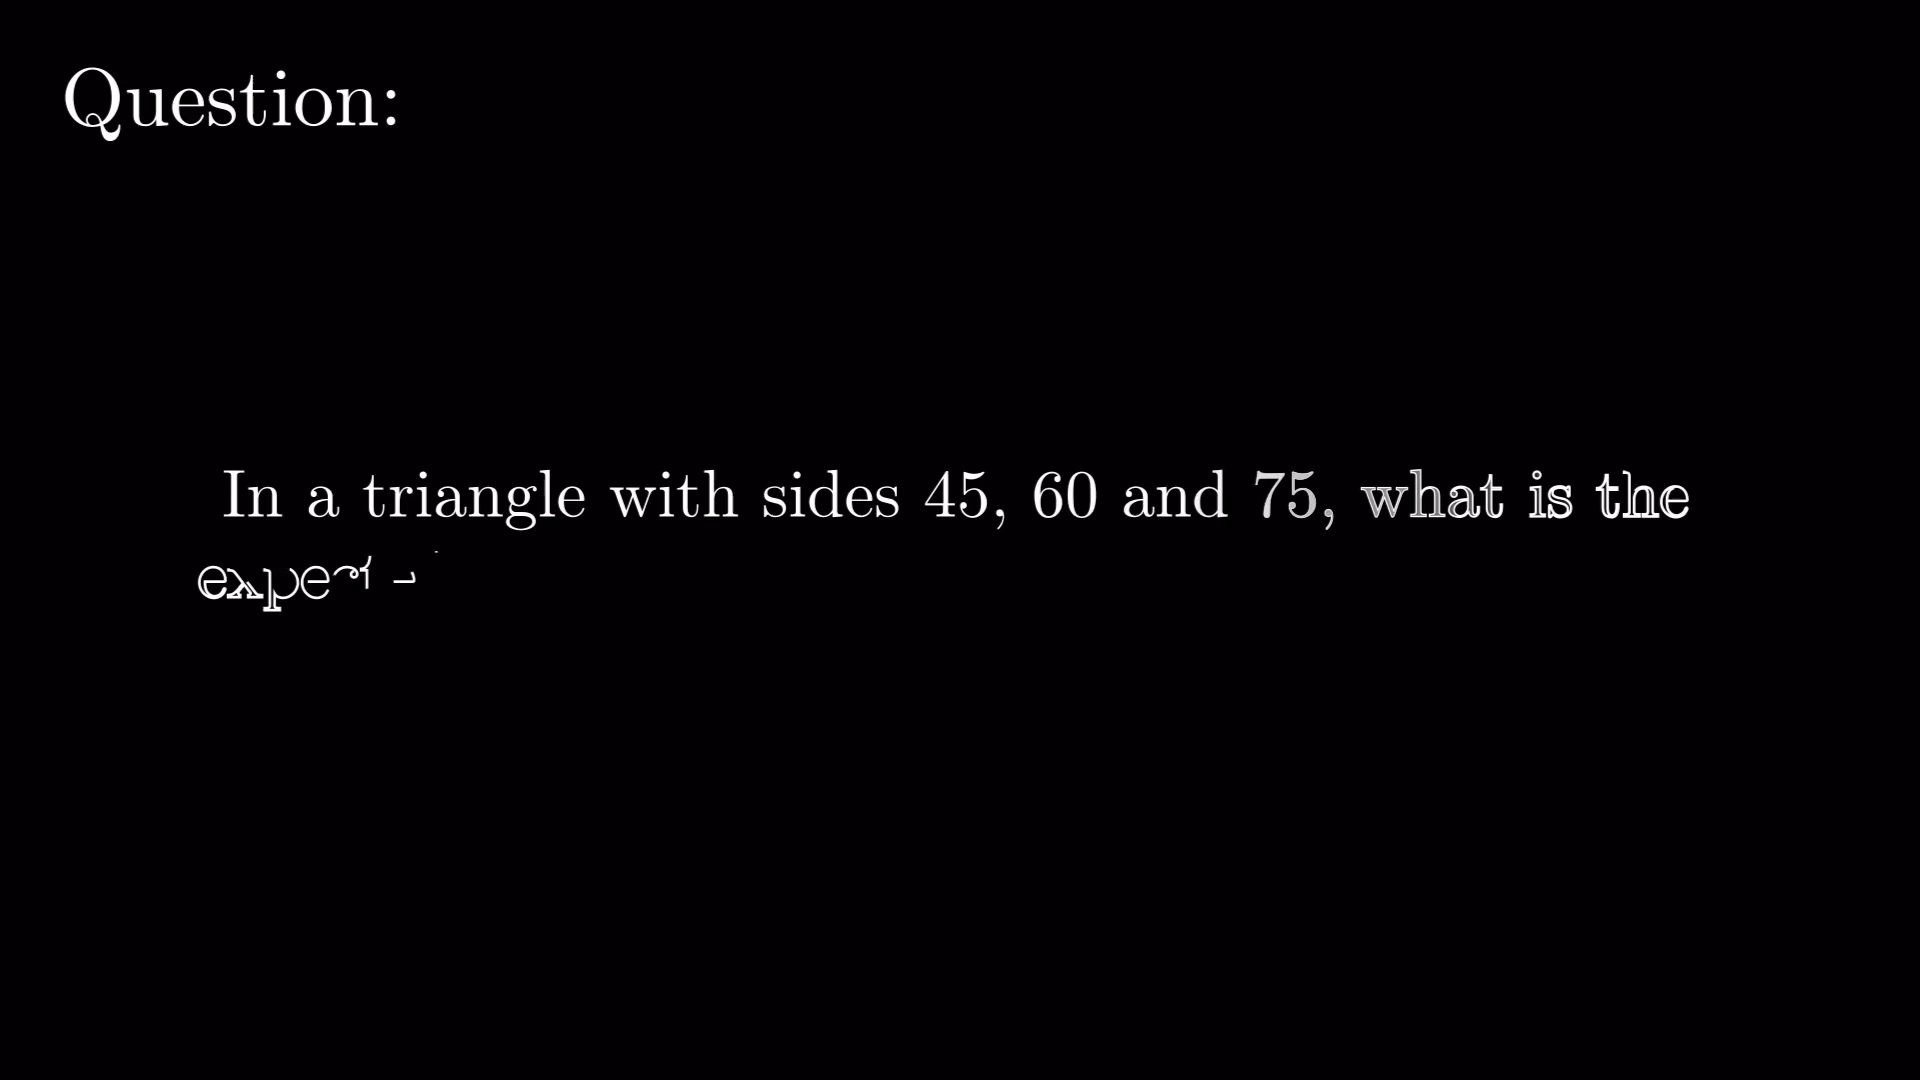 Question:
In a triangle with sides 45, 60 and 75, what is the